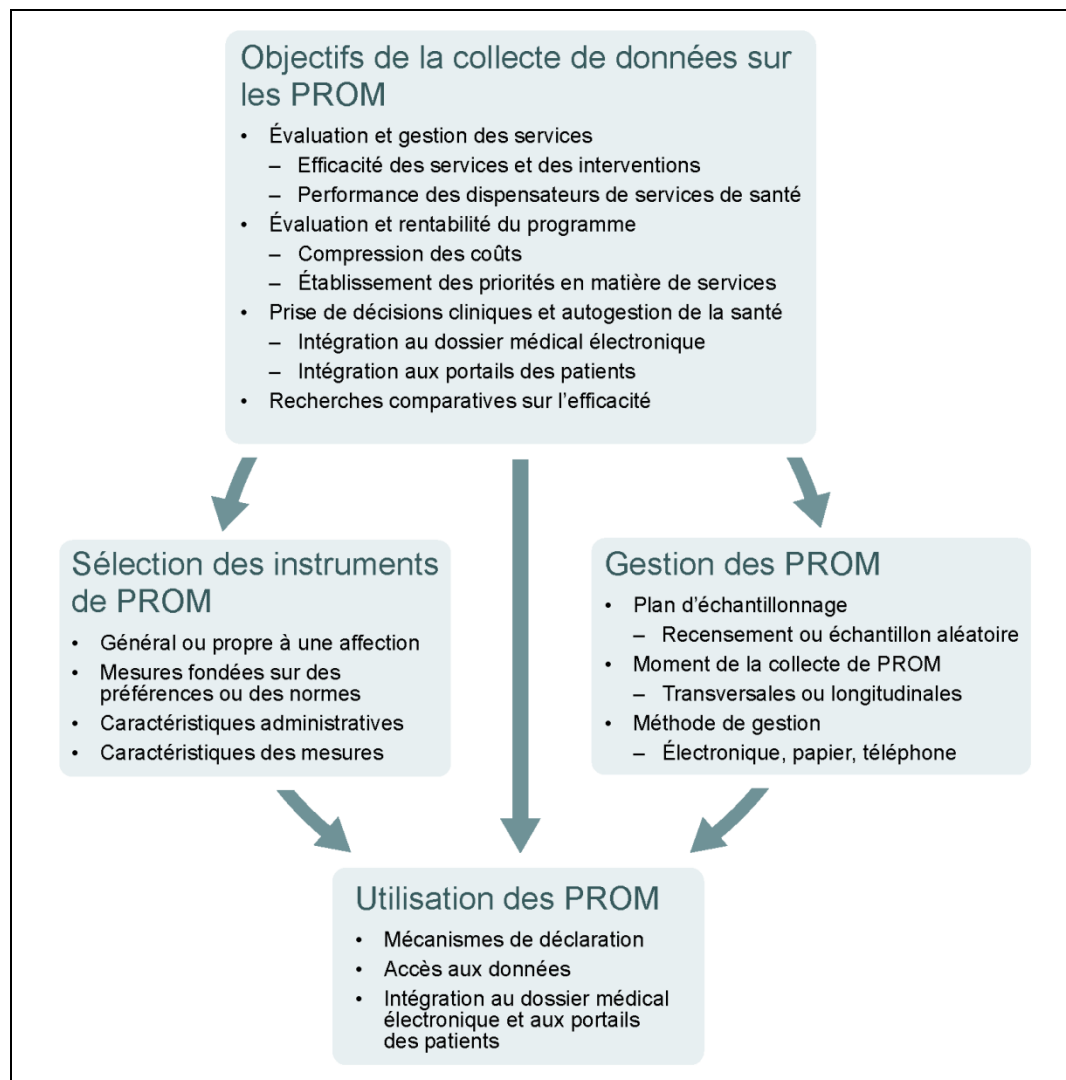 Objectifs de la collecte de données sur
les PROM
• Évaluation et gestion des services
– Efficacité des services et des interventions
– Performance des dispensateurs de services de santé
• Évaluation et rentabilité du programme
– Compression des coûts
– Établissement des priorités en matière de services
• Prise de décisions cliniques et autogestion de la santé
– Intégration au dossier médical électronique
– Intégration aux portails des patients
• Recherches comparatives sur l’efficacité
Sélection des instruments
de PROM
• Général ou propre à une affection
• Mesures fondées sur des
préférences ou des normes
• Caractéristiques administratives
• Caractéristiques des mesures
Gestion des PROM
• Plan d’échantillonnage
– Recensement ou échantillon aléatoire
• Moment de la collecte de PROM
– Transversales ou longitudinales
• Méthode de gestion
– Électronique, papier, téléphone
Utilisation des PROM
• Mécanismes de déclaration
• Accès aux données
• Intégration au dossier médical
électronique et aux portails
des patients